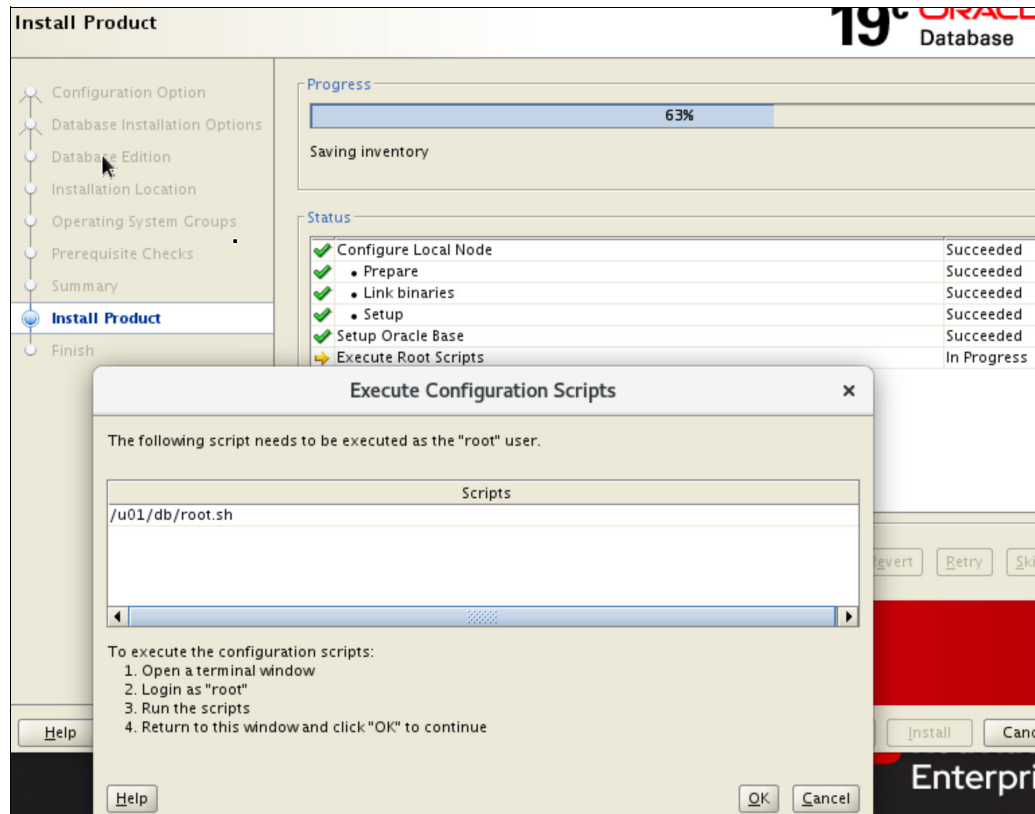 Install Product
19c ORACLE
Database
Configuration Option
Database Installation Options
Database Edition
Installation Location
Operating System Groups
Prerequisite Checks
Summary
Install Product
Finish
Progress
63%
Saving inventory
Status
Configure Local Node Succeeded
• Prepare Succeeded
• Link binaries Succeeded
• Setup Succeeded
Setup Oracle Base Succeeded
Execute Root Scripts In Progress
Execute Configuration Scripts
The following script needs to be executed as the "root" user.
Scripts
/u01/db/root.sh
Revert Retry Ski
To execute the configuration scripts:
1. Open a terminal window
2. Login as "root"
3. Run the scripts
4. Return to this window and click "OK" to continue
Help Install Canc
Enterpri
Help OK Cancel